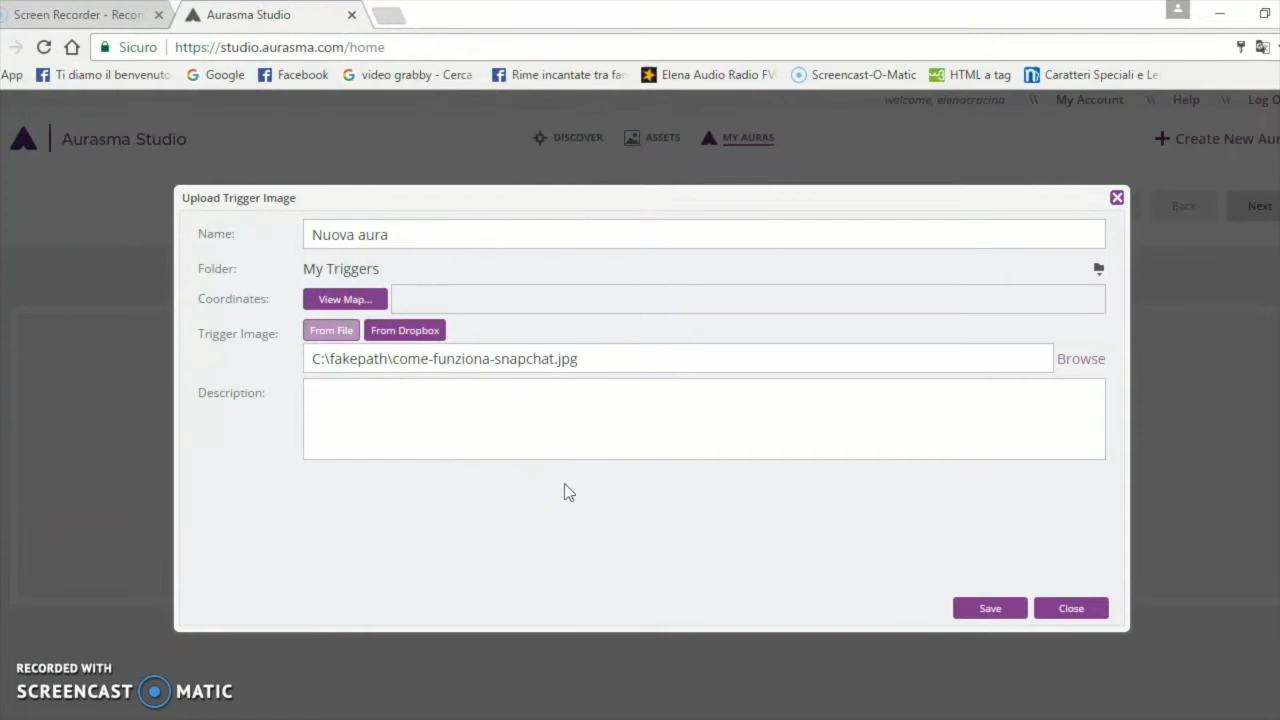 Screen Recorder - Recor
Aurasma Studio
Sicuro
https://studio.aurasma.com/home
App
Ti diamo il benvenuto
Google
Facebook
video grabby - Cerca
Rime incantate tra fa
Elena Audio Radio FV
Screencast-O-Matic
HTML a tag
Caratteri Speciali e Le
welcome, elenacracina \\ My Account \\ Help \\ Log O
Aurasma Studio
DISCOVER
ASSETS
MY AURAS
Create New Au
Upload Trigger Image
Back
Next
Name:
Nuova aura
Folder:
My Triggers
Coordinates:
View Map...
Trigger Image:
From File
From Dropbox
C:\fakepath\come-funziona-snapchat.jpg
Browse
Description:
Save
Close
RECORDED WITH
SCREENCAST MATIC